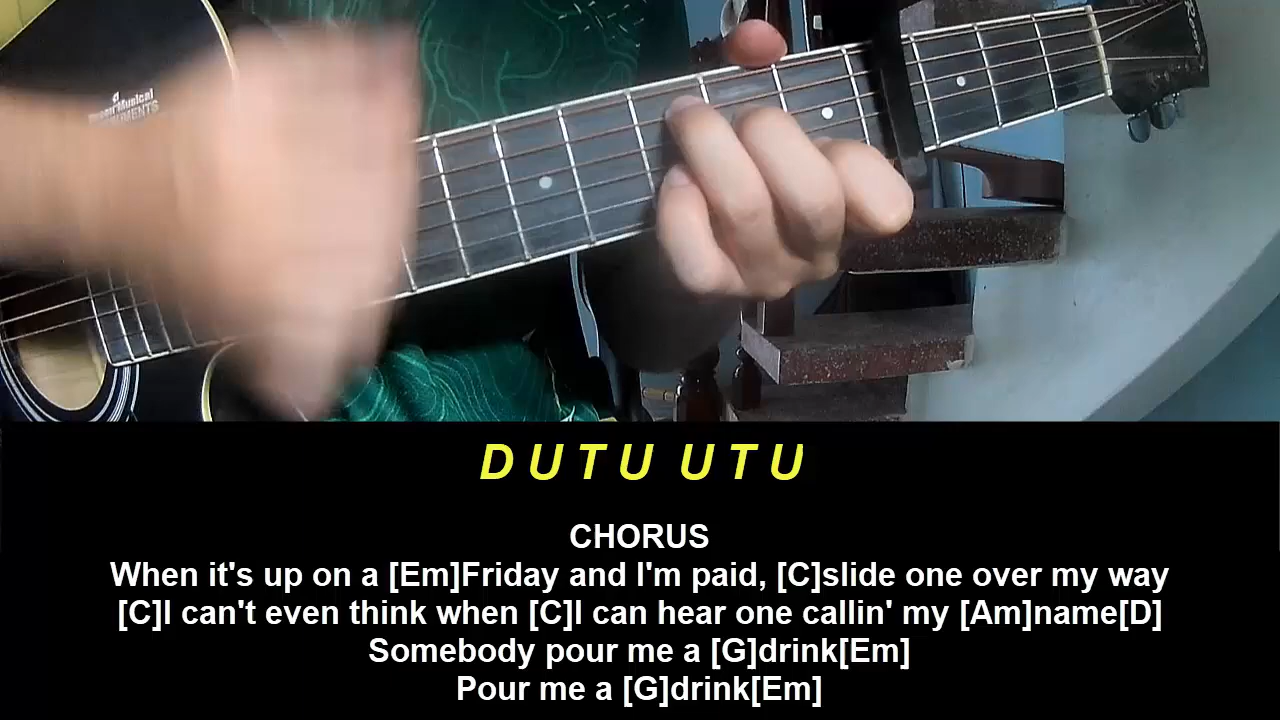 D U T U U T U
CHORUS
When it's up on a [Em]Friday and I'm paid, [C]slide one over my way
[C]I can't even think when [C]I can hear one callin' my [Am]name[D]
Somebody pour me a [G]drink[Em]
Pour me a [G]drink[Em]